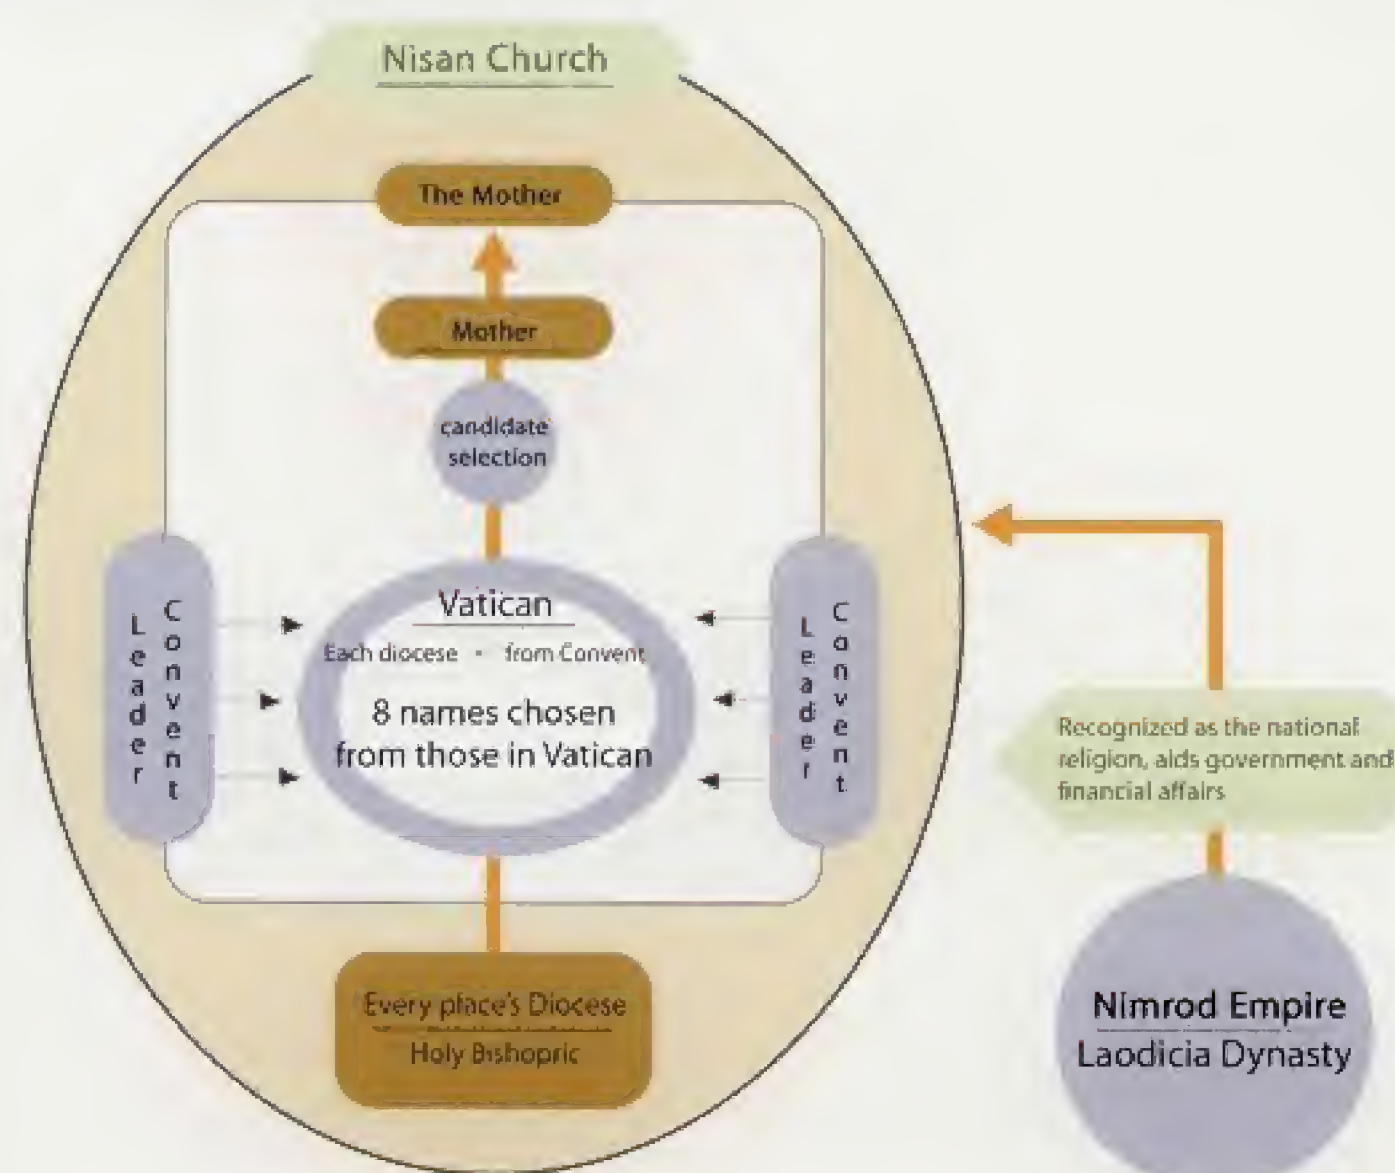 Nisan Church
The Mother
Mother
candidate
selection
Leader
Convent
Vatican
Each diocese • from Convent
8 names chosen
from those in Vatican
Leader
Convent
Recognized as the national
religion, aids government and
financial affairs
Every place's Diocese
Holy Bishopric
Nimrod Empire
Laodicia Dynasty